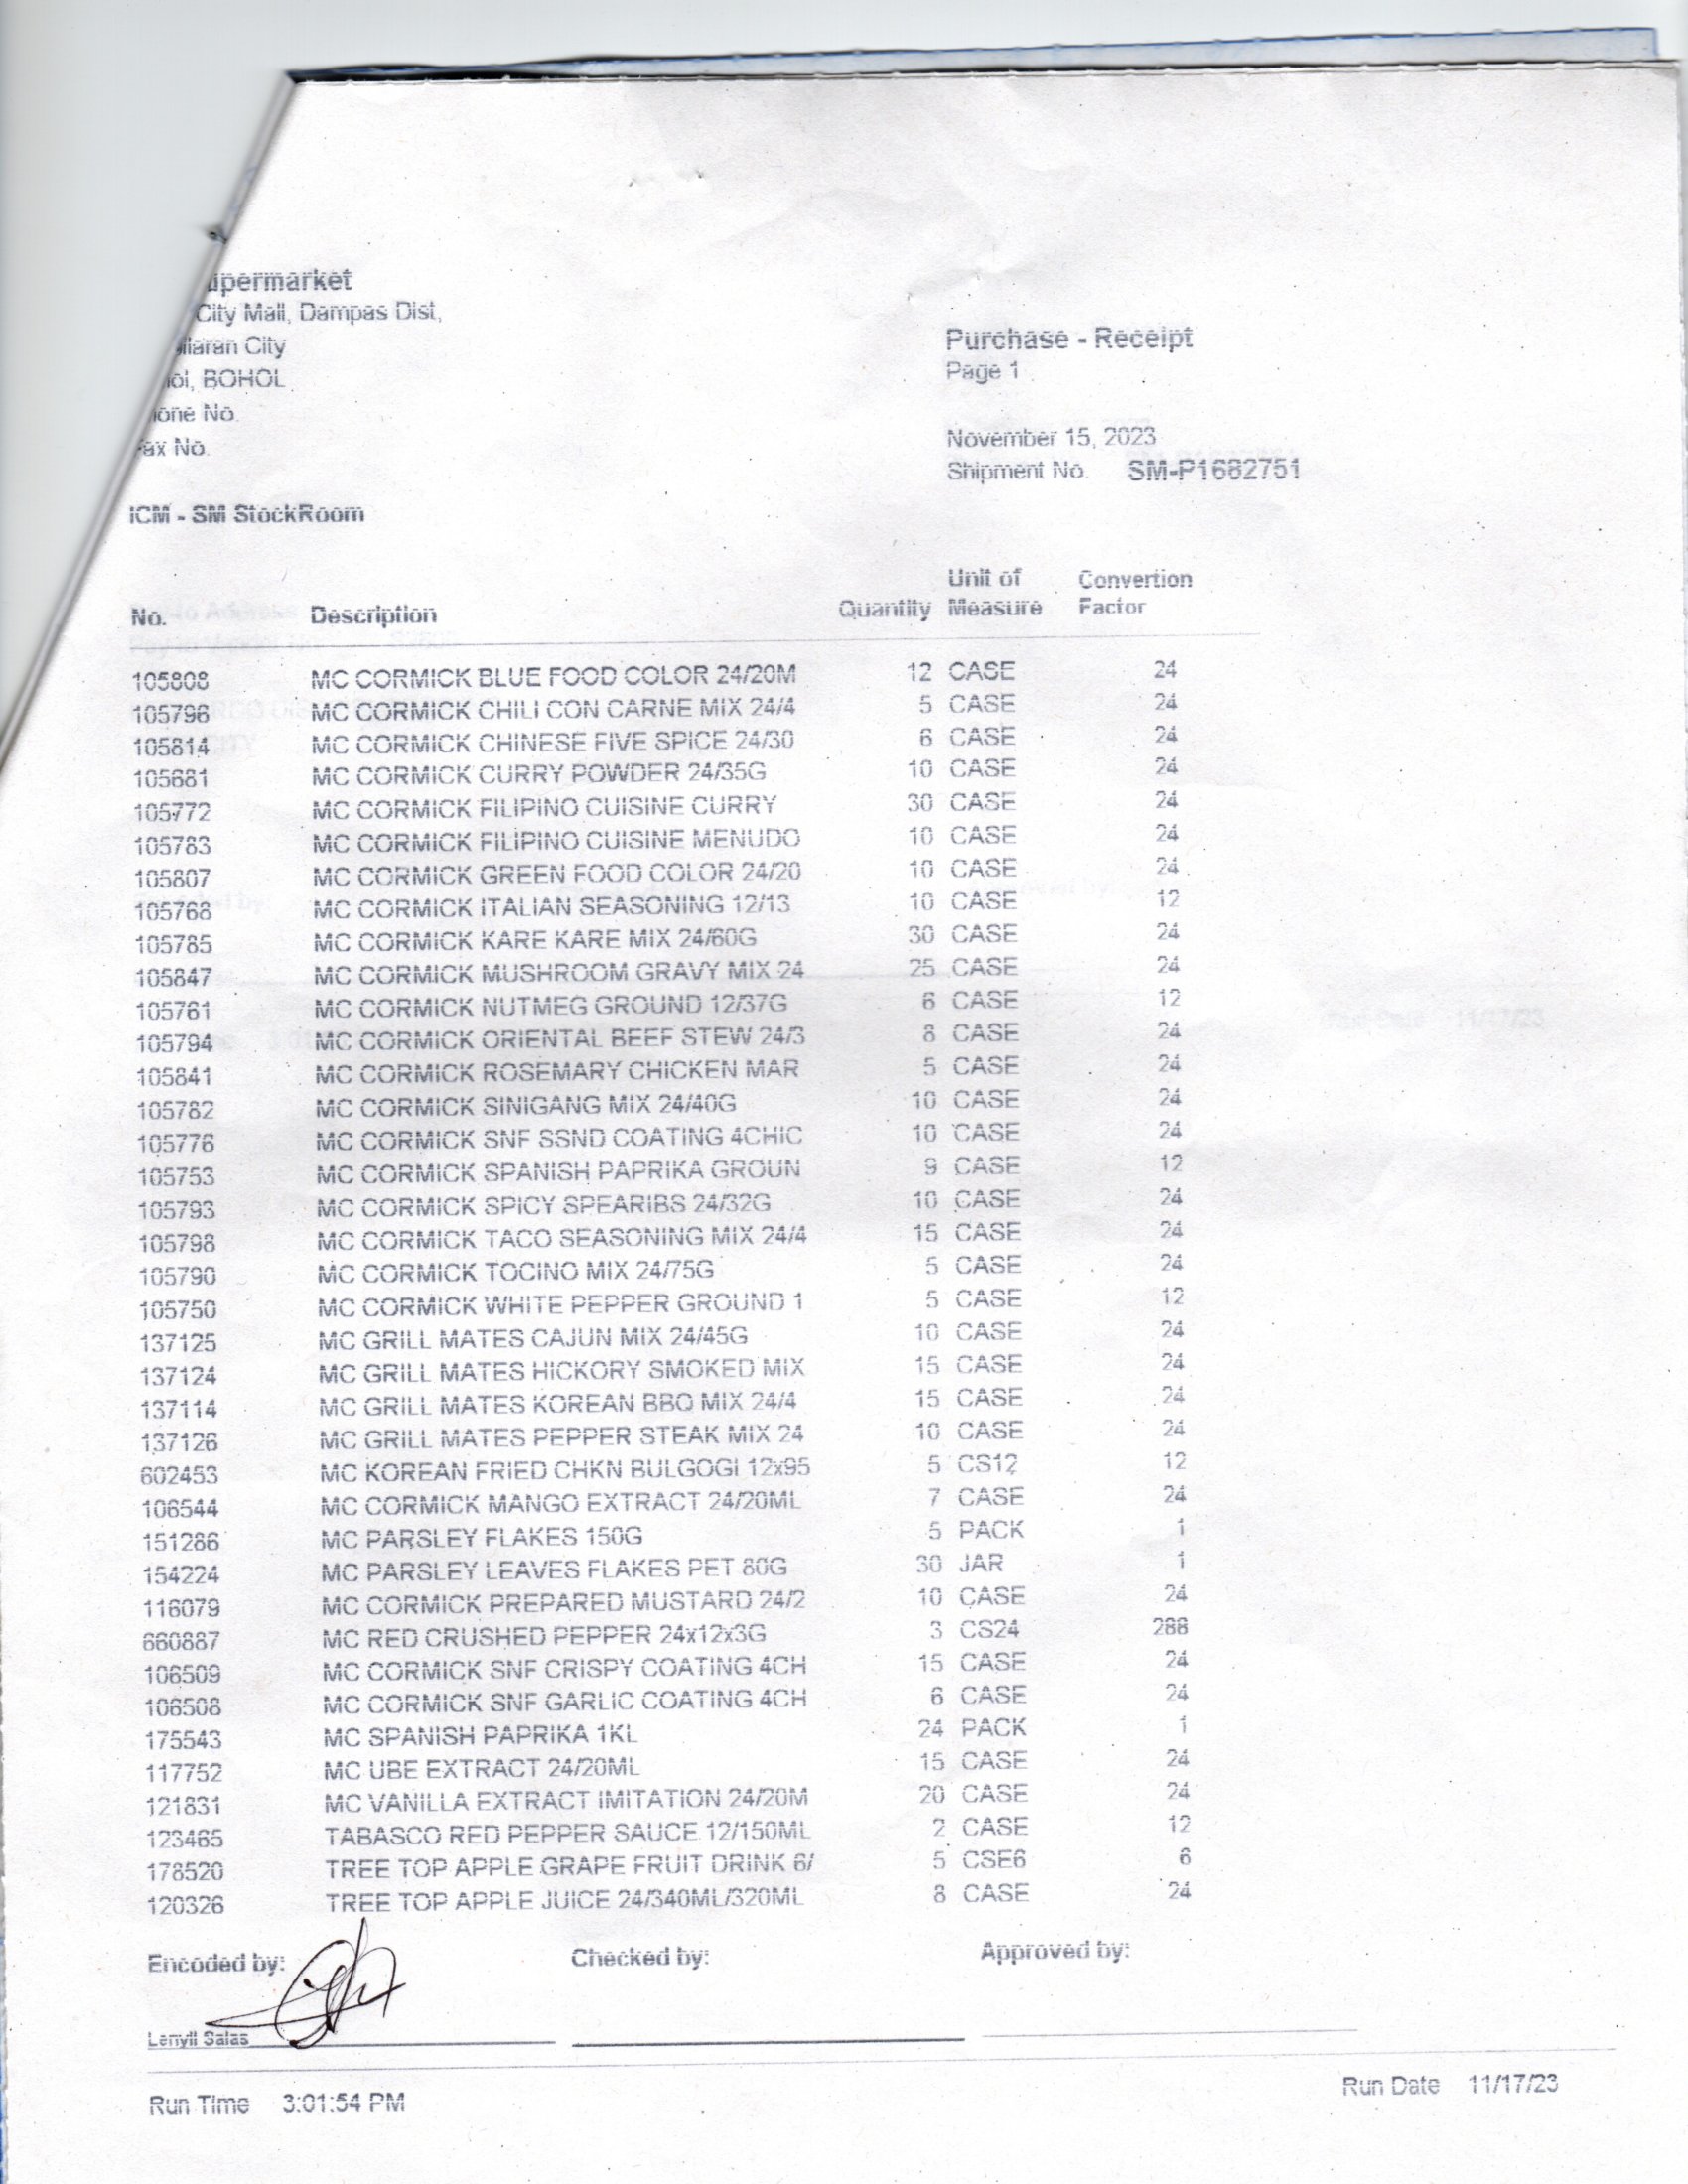 upermarket
City Mall, Dampas Dist,
ilaran City
ol, BOHOL
one No.
ax No.
Purchase - Receipt
Page 1
November 15, 2023
Shipment No. SM-P1682751
ICM - SM StockRoom
No. Description Quantity Unit of Measure Convertion Factor
105808 MC CORMICK BLUE FOOD COLOR 24/20M 12 CASE 24
105796 MC CORMICK CHILI CON CARNE MIX 24/4 5 CASE 24
105814 MC CORMICK CHINESE FIVE SPICE 24/30 6 CASE 24
105681 MC CORMICK CURRY POWDER 24/35G 10 CASE 24
105772 MC CORMICK FILIPINO CUISINE CURRY 30 CASE 24
105783 MC CORMICK FILIPINO CUISINE MENUDO 10 CASE 24
105807 MC CORMICK GREEN FOOD COLOR 24/20 10 CASE 24
105768 MC CORMICK ITALIAN SEASONING 12/13 10 CASE 12
105785 MC CORMICK KARE KARE MIX 24/60G 30 CASE 24
105847 MC CORMICK MUSHROOM GRAVY MIX 24 25 CASE 24
105761 MC CORMICK NUTMEG GROUND 12/37G 6 CASE 12
105794 MC CORMICK ORIENTAL BEEF STEW 24/3 8 CASE 24
105841 MC CORMICK ROSEMARY CHICKEN MAR 5 CASE 24
105782 MC CORMICK SINIGANG MIX 24/40G 10 CASE 24
105776 MC CORMICK SNF SSND COATING 4CHIC 10 CASE 24
105753 MC CORMICK SPANISH PAPRIKA GROUN 9 CASE 12
105793 MC CORMICK SPICY SPEARIBS 24/32G 10 CASE 24
105798 MC CORMICK TACO SEASONING MIX 24/4 15 CASE 24
105790 MC CORMICK TOCINO MIX 24/75G 5 CASE 24
105750 MC CORMICK WHITE PEPPER GROUND 1 5 CASE 12
137125 MC GRILL MATES CAJUN MIX 24/45G 10 CASE 24
137124 MC GRILL MATES HICKORY SMOKED MIX 15 CASE 24
137114 MC GRILL MATES KOREAN BBQ MIX 24/4 15 CASE 24
137126 MC GRILL MATES PEPPER STEAK MIX 24 10 CASE 24
602453 MC KOREAN FRIED CHKN BULGOGI 12x95 5 CS12 12
106544 MC CORMICK MANGO EXTRACT 24/20ML 7 CASE 24
151286 MC PARSLEY FLAKES 150G 5 PACK 1
154224 MC PARSLEY LEAVES FLAKES PET 80G 30 JAR 1
116079 MC CORMICK PREPARED MUSTARD 24/2 10 CASE 24
660887 MC RED CRUSHED PEPPER 24x12x3G 3 CS24 288
106509 MC CORMICK SNF CRISPY COATING 4CH 15 CASE 24
106508 MC CORMICK SNF GARLIC COATING 4CH 6 CASE 24
175543 MC SPANISH PAPRIKA 1KL 24 PACK 1
117752 MC UBE EXTRACT 24/20ML 15 CASE 24
121831 MC VANILLA EXTRACT IMITATION 24/20M 20 CASE 24
123465 TABASCO RED PEPPER SAUCE 12/150ML 2 CASE 12
178520 TREE TOP APPLE GRAPE FRUIT DRINK 6/ 5 CSE6 6
120326 TREE TOP APPLE JUICE 24/340ML/320ML 8 CASE 24
Encoded by: Checked by: Approved by:
Lenyll Salas
Run Time 3:01:54 PM Run Date 11/17/23